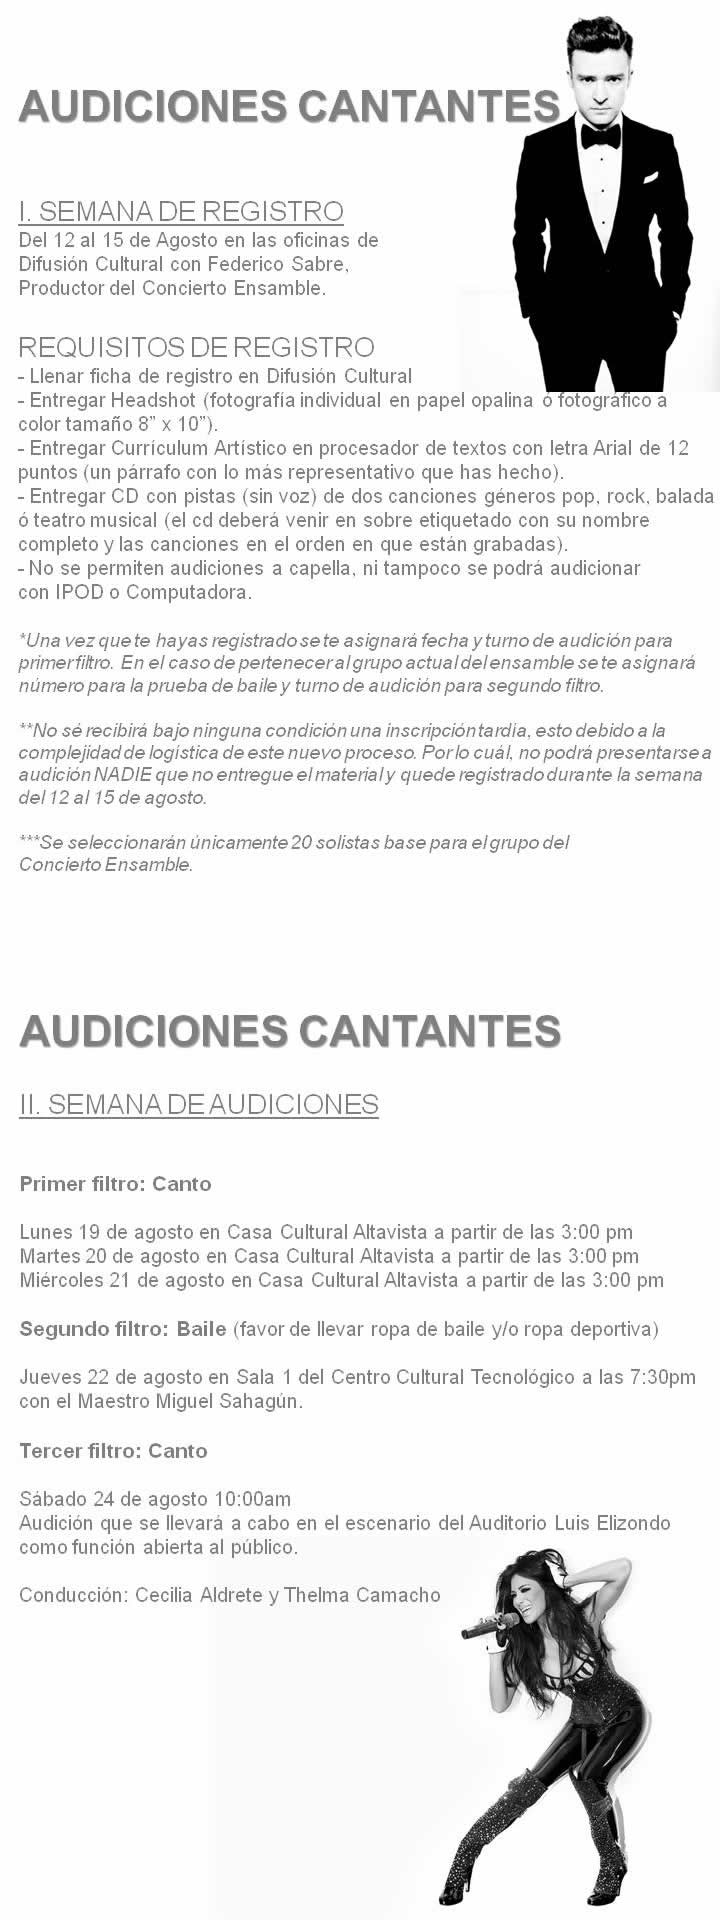 AUDICIONES CANTANTES
I. SEMANA DE REGISTRO
Del 12 al 15 de Agosto en las oficinas de
Difusión Cultural con Federico Sabre,
Productor del Concierto Ensamble.
REQUISITOS DE REGISTRO
- Llenar ficha de registro en Difusión Cultural
- Entregar Headshot (fotografía individual en papel opalina ó fotográfico a
color tamaño 8” x 10”).
- Entregar Currículum Artístico en procesador de textos con letra Arial de 12
puntos (un párrafo con lo más representativo que has hecho).
- Entregar CD con pistas (sin voz) de dos canciones géneros pop, rock, balada
ó teatro musical (el cd deberá venir en sobre etiquetado con su nombre
completo y las canciones en el orden en que están grabadas).
- No se permiten audiciones a capella, ni tampoco se podrá audicionar
con IPOD o Computadora.
*Una vez que te hayas registrado se te asignará fecha y turno de audición para
primer filtro. En el caso de pertenecer al grupo actual del ensamble se te asignará
número para la prueba de baile y turno de audición para segundo filtro.
**No sé recibirá bajo ninguna condición una inscripción tardía, esto debido a la
complejidad de logística de este nuevo proceso. Por lo cuál, no podrá presentarse a
audición NADIE que no entregue el material y quede registrado durante la semana
del 12 al 15 de agosto.
***Se seleccionarán únicamente 20 solistas base para el grupo del
Concierto Ensamble.
AUDICIONES CANTANTES
II. SEMANA DE AUDICIONES
Primer filtro: Canto
Lunes 19 de agosto en Casa Cultural Altavista a partir de las 3:00 pm
Martes 20 de agosto en Casa Cultural Altavista a partir de las 3:00 pm
Miércoles 21 de agosto en Casa Cultural Altavista a partir de las 3:00 pm
Segundo filtro: Baile (favor de llevar ropa de baile y/o ropa deportiva)
Jueves 22 de agosto en Sala 1 del Centro Cultural Tecnológico a las 7:30pm
con el Maestro Miguel Sahagún.
Tercer filtro: Canto
Sábado 24 de agosto 10:00am
Audición que se llevará a cabo en el escenario del Auditorio Luis Elizondo
como función abierta al público.
Conducción: Cecilia Aldrete y Thelma Camacho